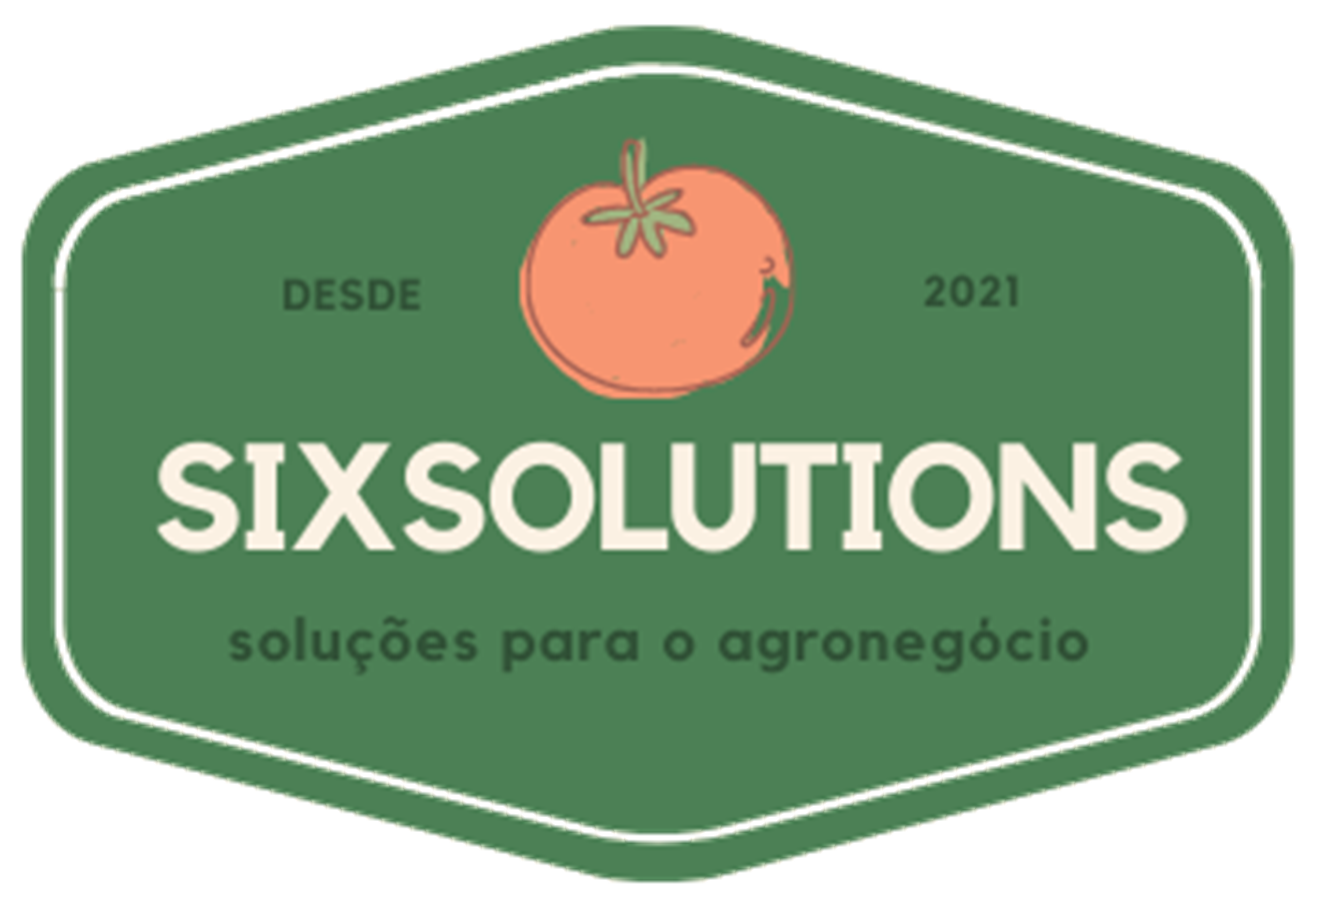 DESDE 2021
SIXSOLUTIONS
soluções para o agronegócio